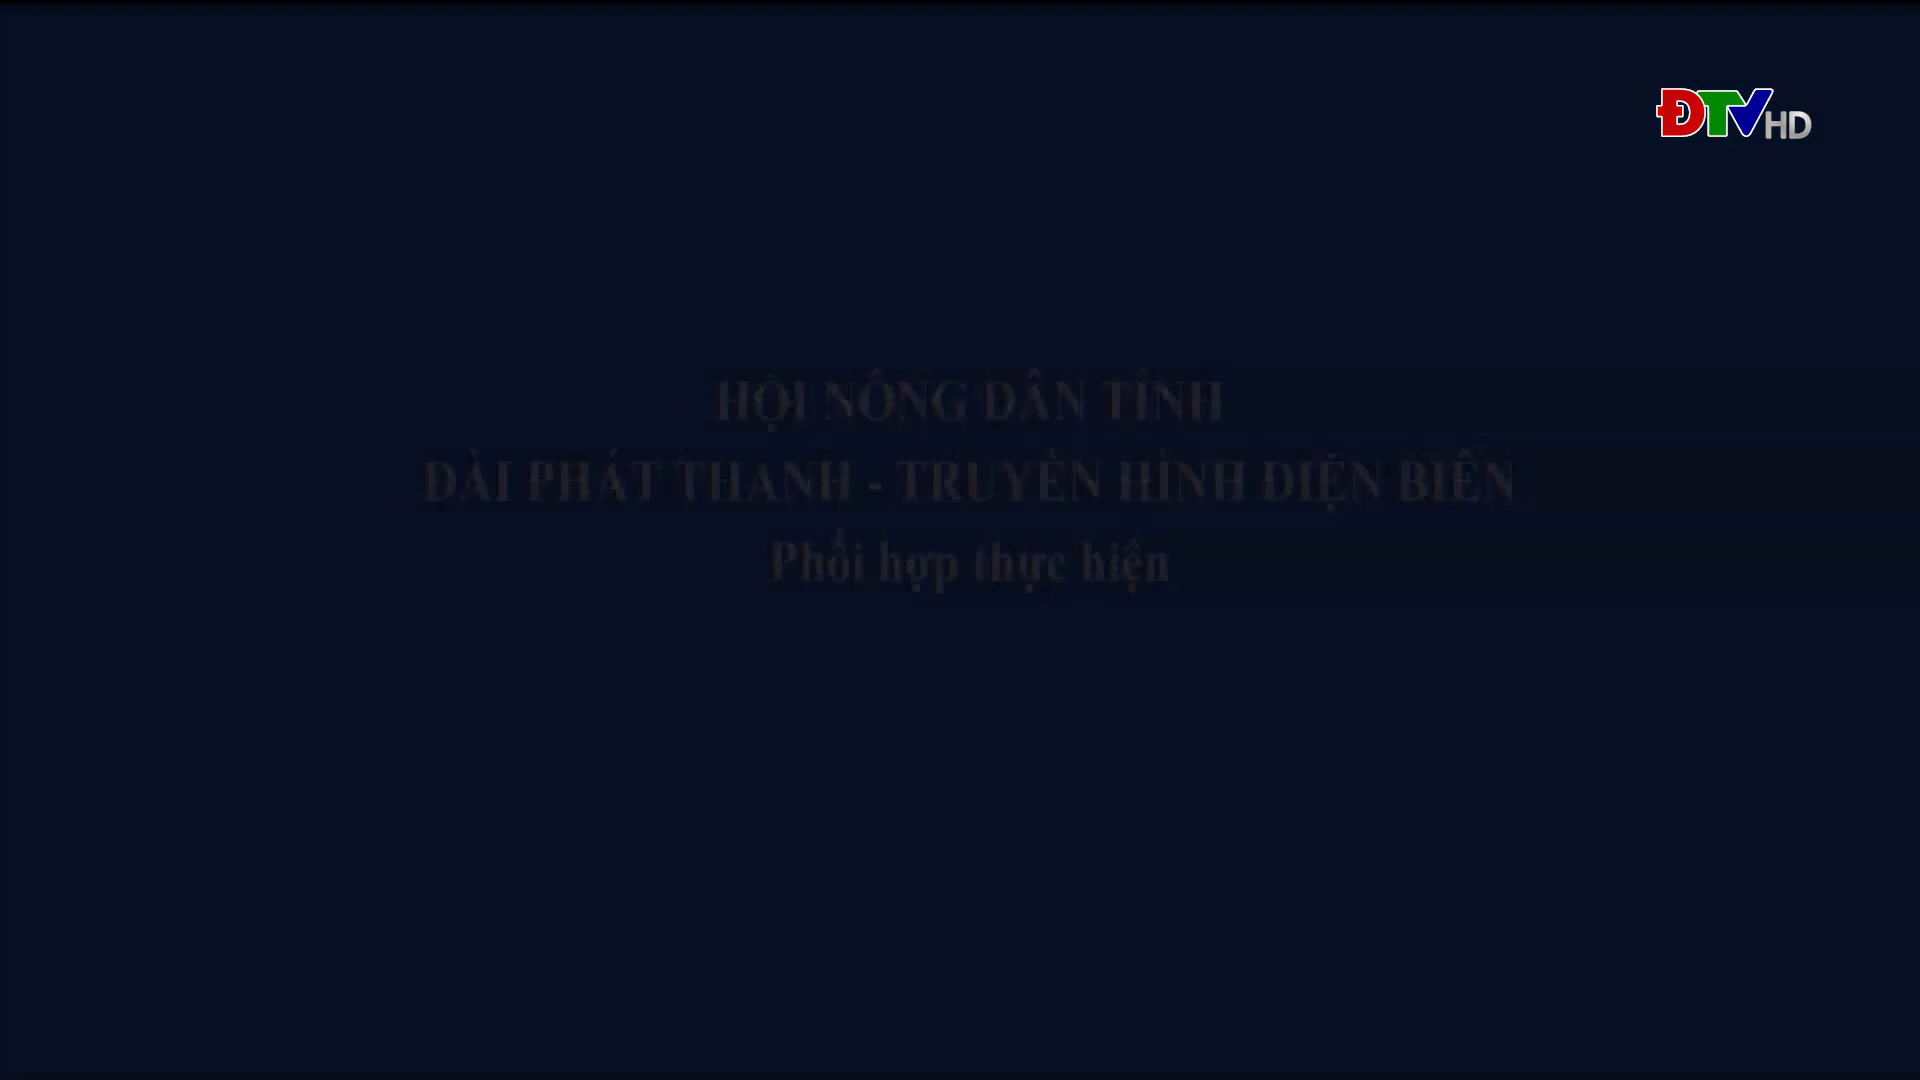 ĐTV HD
HỘI NÔNG DÂN TỈNH
ĐÀI PHÁT THANH - TRUYỀN HÌNH ĐIỆN BIÊN
Phối hợp thực hiện